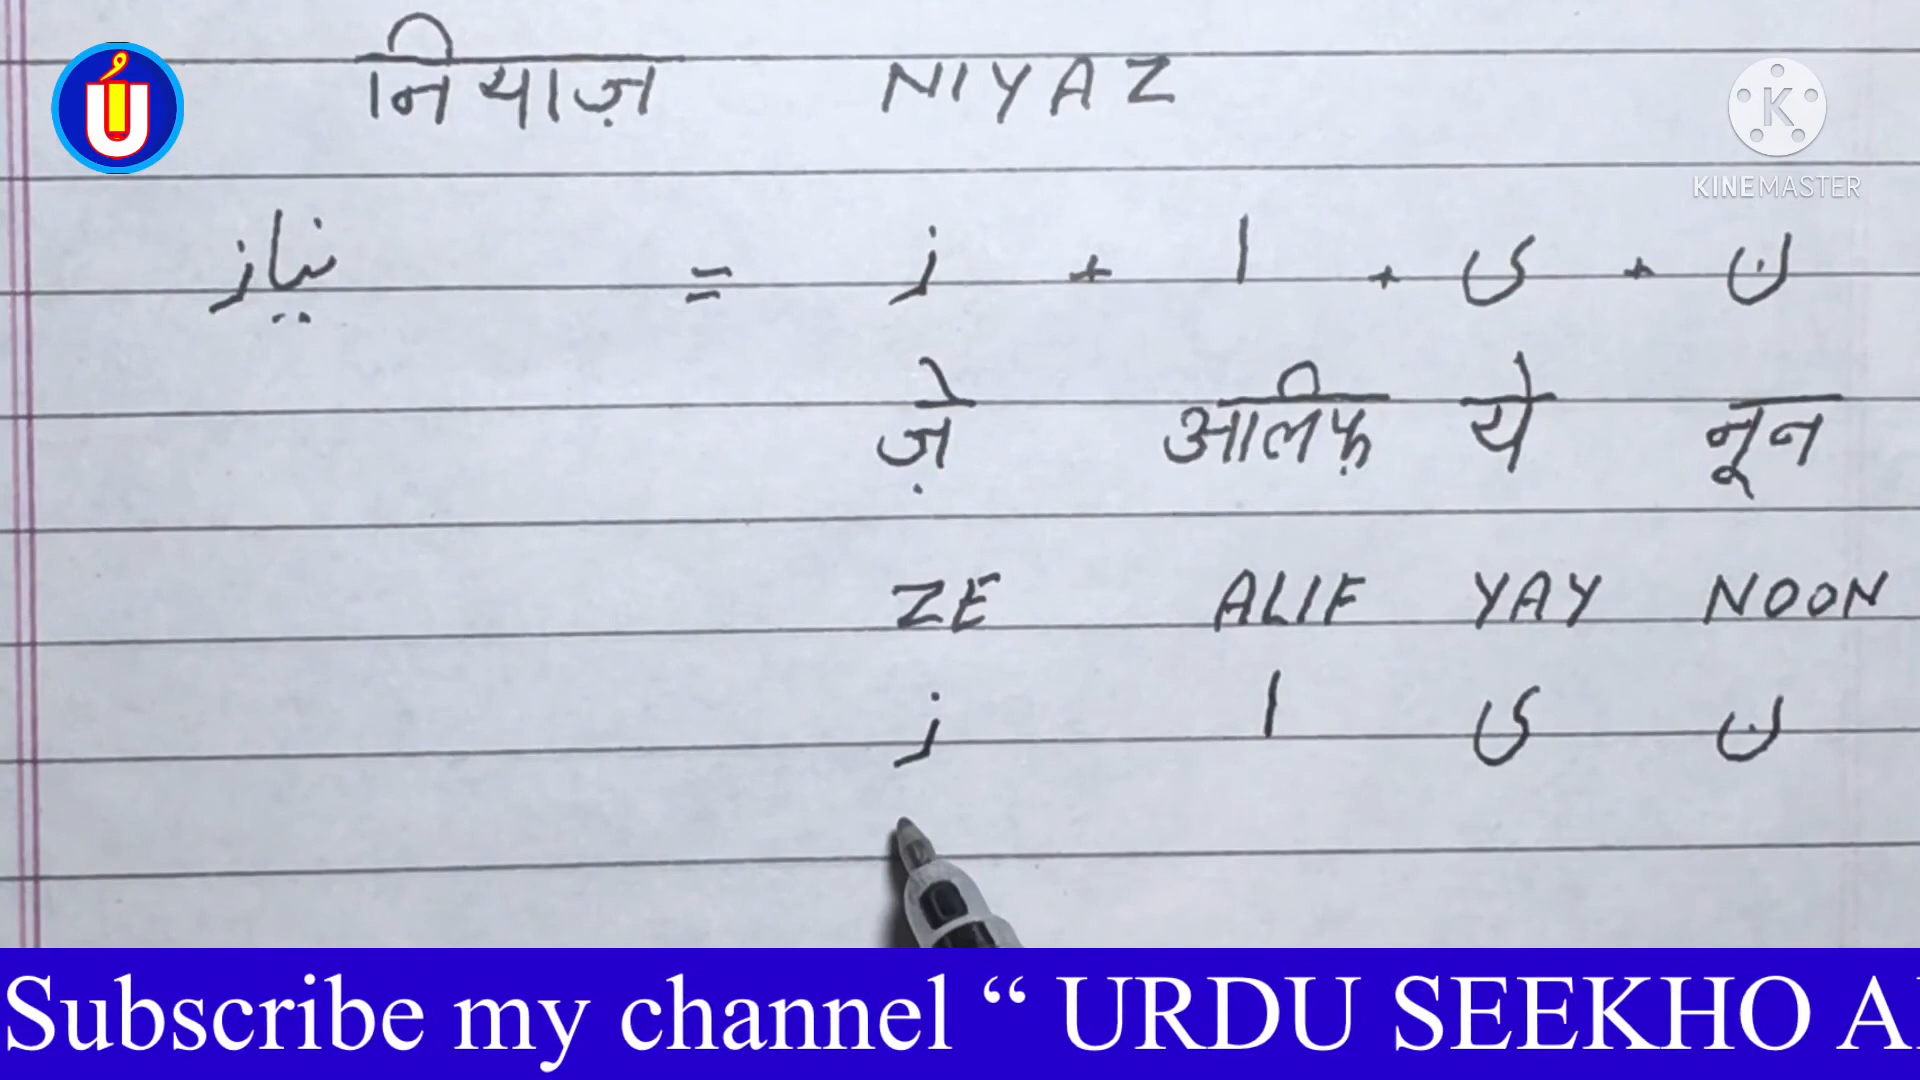 नियाज़ NIYAZ
KINEMASTER
ن + ی + ا + ز = نیاز
ज़े आलिफ़ ये नून
ZE ALIF YAY NOON
ن ی ا ز
Subscribe my channel “ URDU SEEKHO